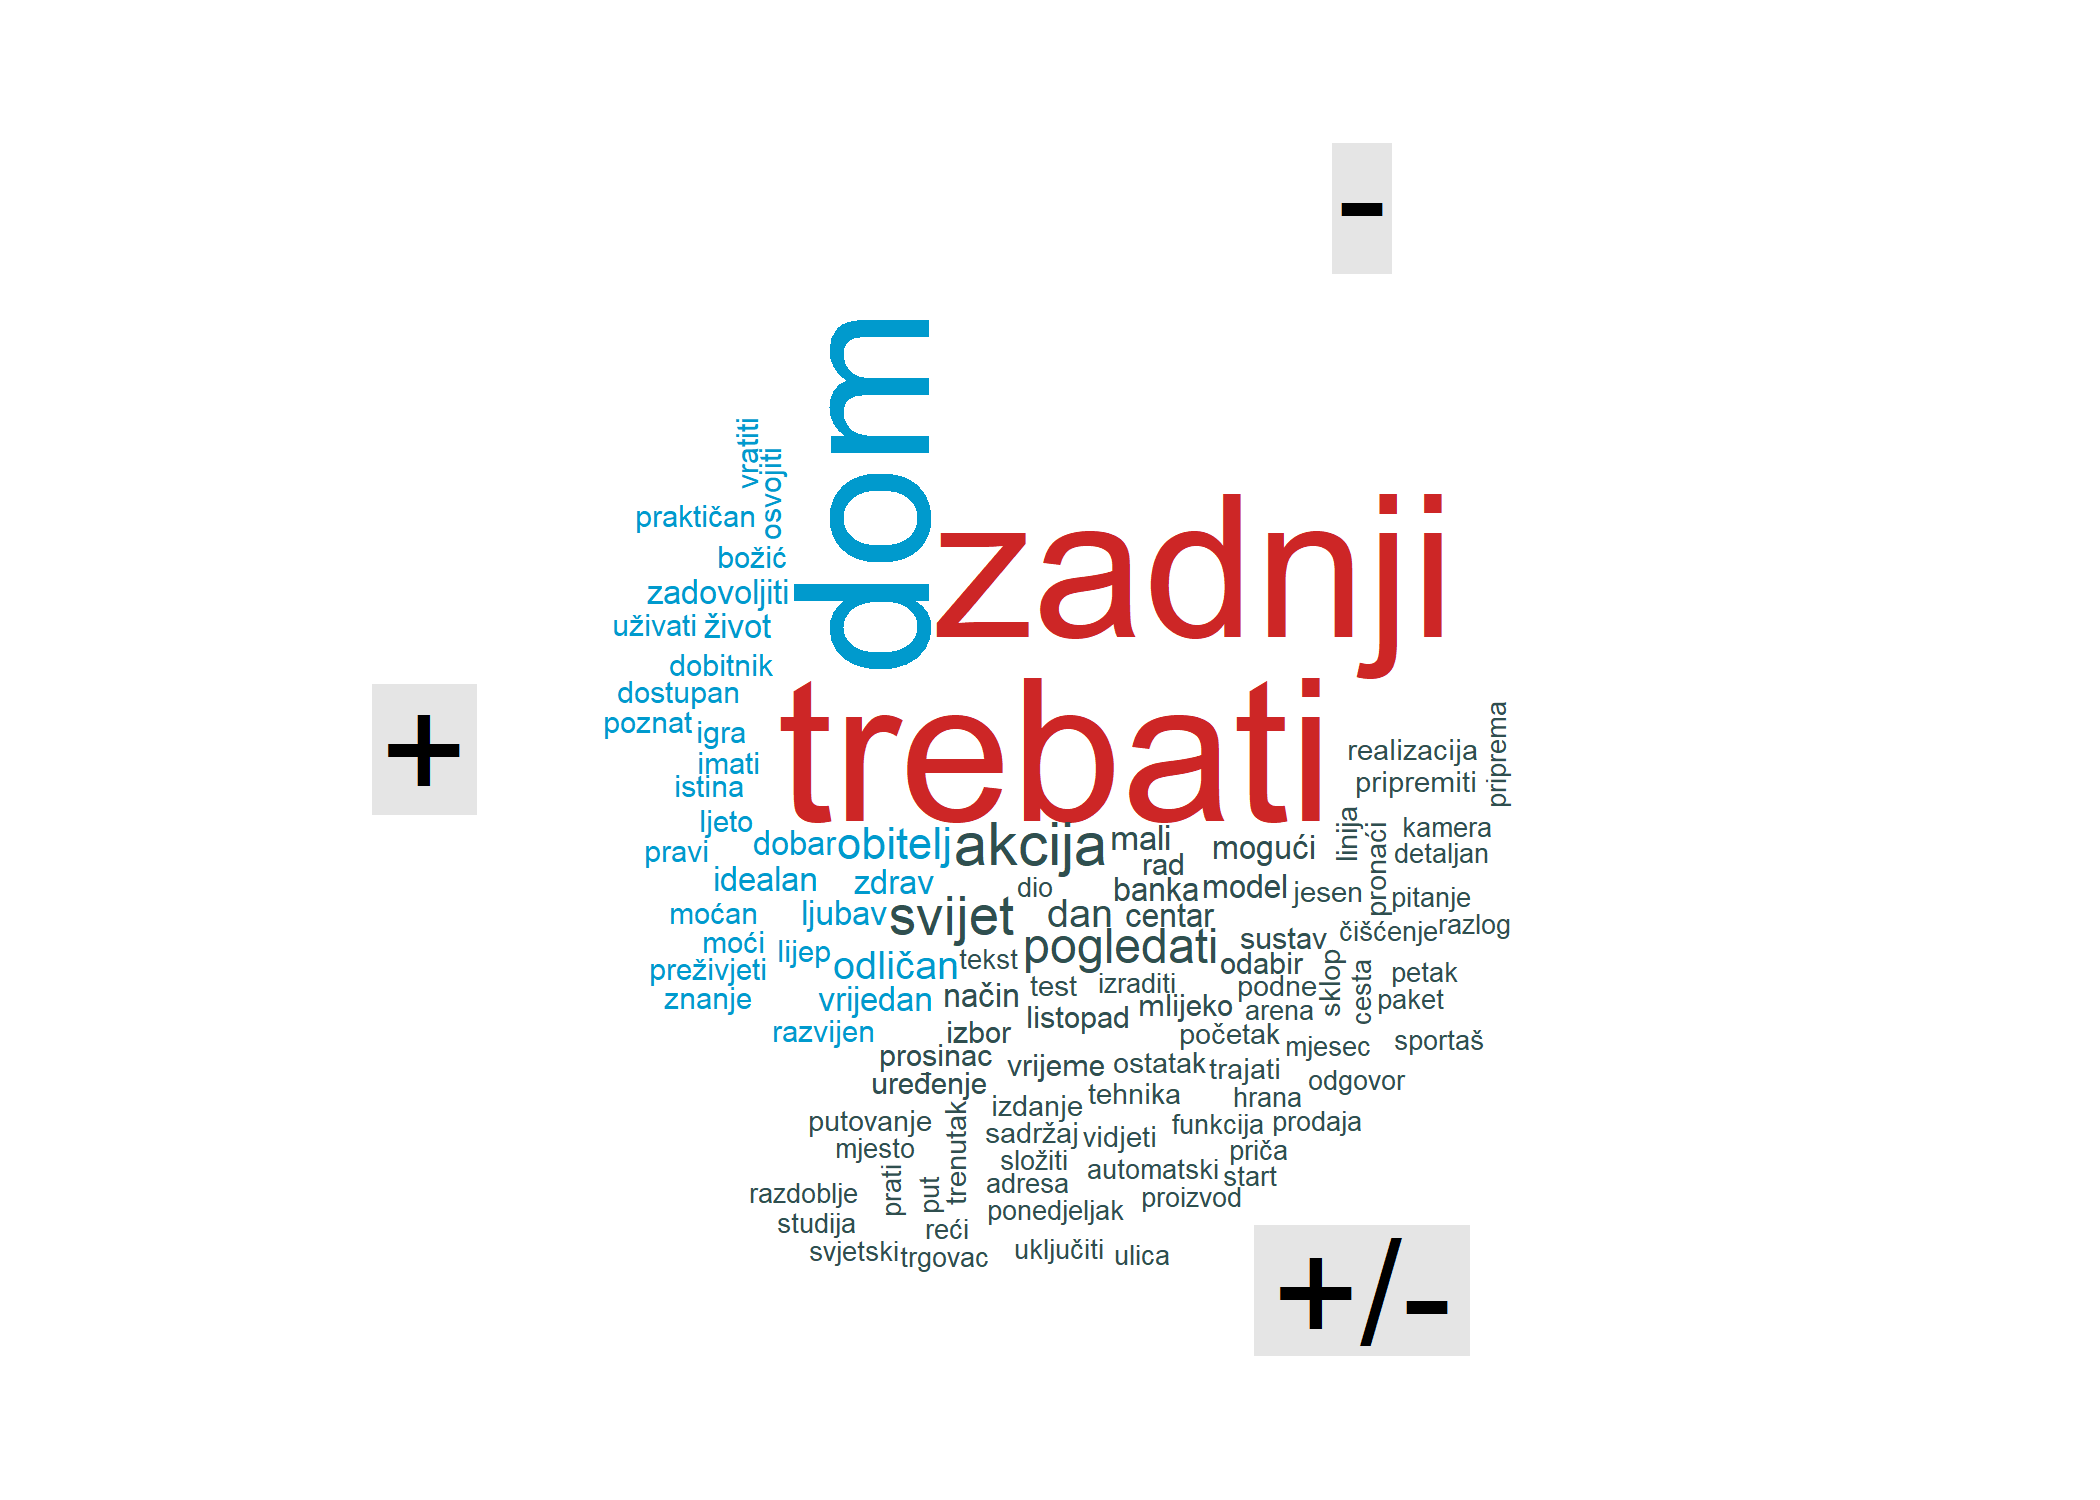 -
dom
vratiti
osvojiti
praktičan
zadnji
božić
zadovoljiti
uživati život
dobitnik
dostupan
+
poznat igra
trebati
imati
istina
realizacija
priprema
pripremiti
ljeto
dobar obitelj akcija mali mogući linija pronaći kamera
pravi
rad
detaljan
idealan zdrav dio banka model jesen pitanje
moćan ljubav svijet dan centar čišćenje razlog
moći lijep pogledati sustav
preživjeti odličan tekst odabir sklop cesta petak
znanje vrijedan način test izraditi podne paket
listopad mlijeko arena
razvijen izbor početak mjesec sportaš
prosinac vrijeme ostatak trajati
uređenje tehnika hrana odgovor
putovanje trenutak izdanje sadržaj vidjeti funkcija prodaja
mjesto složiti priča
razdoblje prati put adresa automatski start
studija reći ponedjeljak proizvod
svjetski trgovac uključiti ulica
+/-